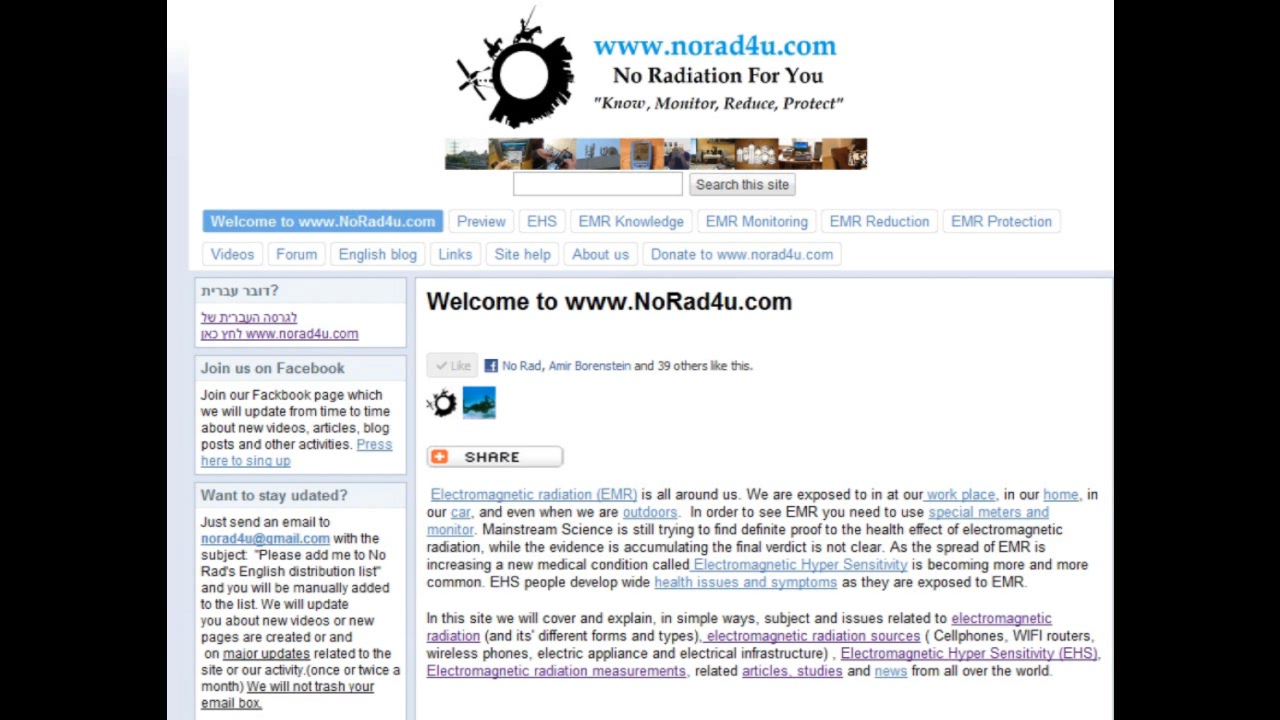 www.norad4u.com
No Radiation For You
"Know, Monitor, Reduce, Protect"
Search this site
Welcome to www.NoRad4u.com
Preview
EHS
EMR Knowledge
EMR Monitoring
EMR Reduction
EMR Protection
Videos
Forum
English blog
Links
Site help
About us
Donate to www.norad4u.com
דובר עברית?
לגרסה העברית של
www.norad4u.com לחץ כאן
Join us on Facebook
Join our Fackbook page which
we will update from time to time
about new videos, articles, blog
posts and other activities. Press
here to sing up
Want to stay udated?
Just send an email to
norad4u@gmail.com with the
subject: "Please add me to No
Rad's English distribution list"
and you will be manually added
to the list. We will update
you about new videos or new
pages are created or and
on major updates related to the
site or our activity.(once or twice a
month) We will not trash your
email box.
Welcome to www.NoRad4u.com
Like
No Rad, Amir Borenstein and 39 others like this.
SHARE
Electromagnetic radiation (EMR) is all around us. We are exposed to in at our work place, in our home, in
our car, and even when we are outdoors. In order to see EMR you need to use special meters and
monitor. Mainstream Science is still trying to find definite proof to the health effect of electromagnetic
radiation, while the evidence is accumulating the final verdict is not clear. As the spread of EMR is
increasing a new medical condition called Electromagnetic Hyper Sensitivity is becoming more and more
common. EHS people develop wide health issues and symptoms as they are exposed to EMR.
In this site we will cover and explain, in simple ways, subject and issues related to electromagnetic
radiation (and its' different forms and types), electromagnetic radiation sources ( Cellphones, WIFI routers,
wireless phones, electric appliance and electrical infrastructure) , Electromagnetic Hyper Sensitivity (EHS),
Electromagnetic radiation measurements, related articles, studies and news from all over the world.